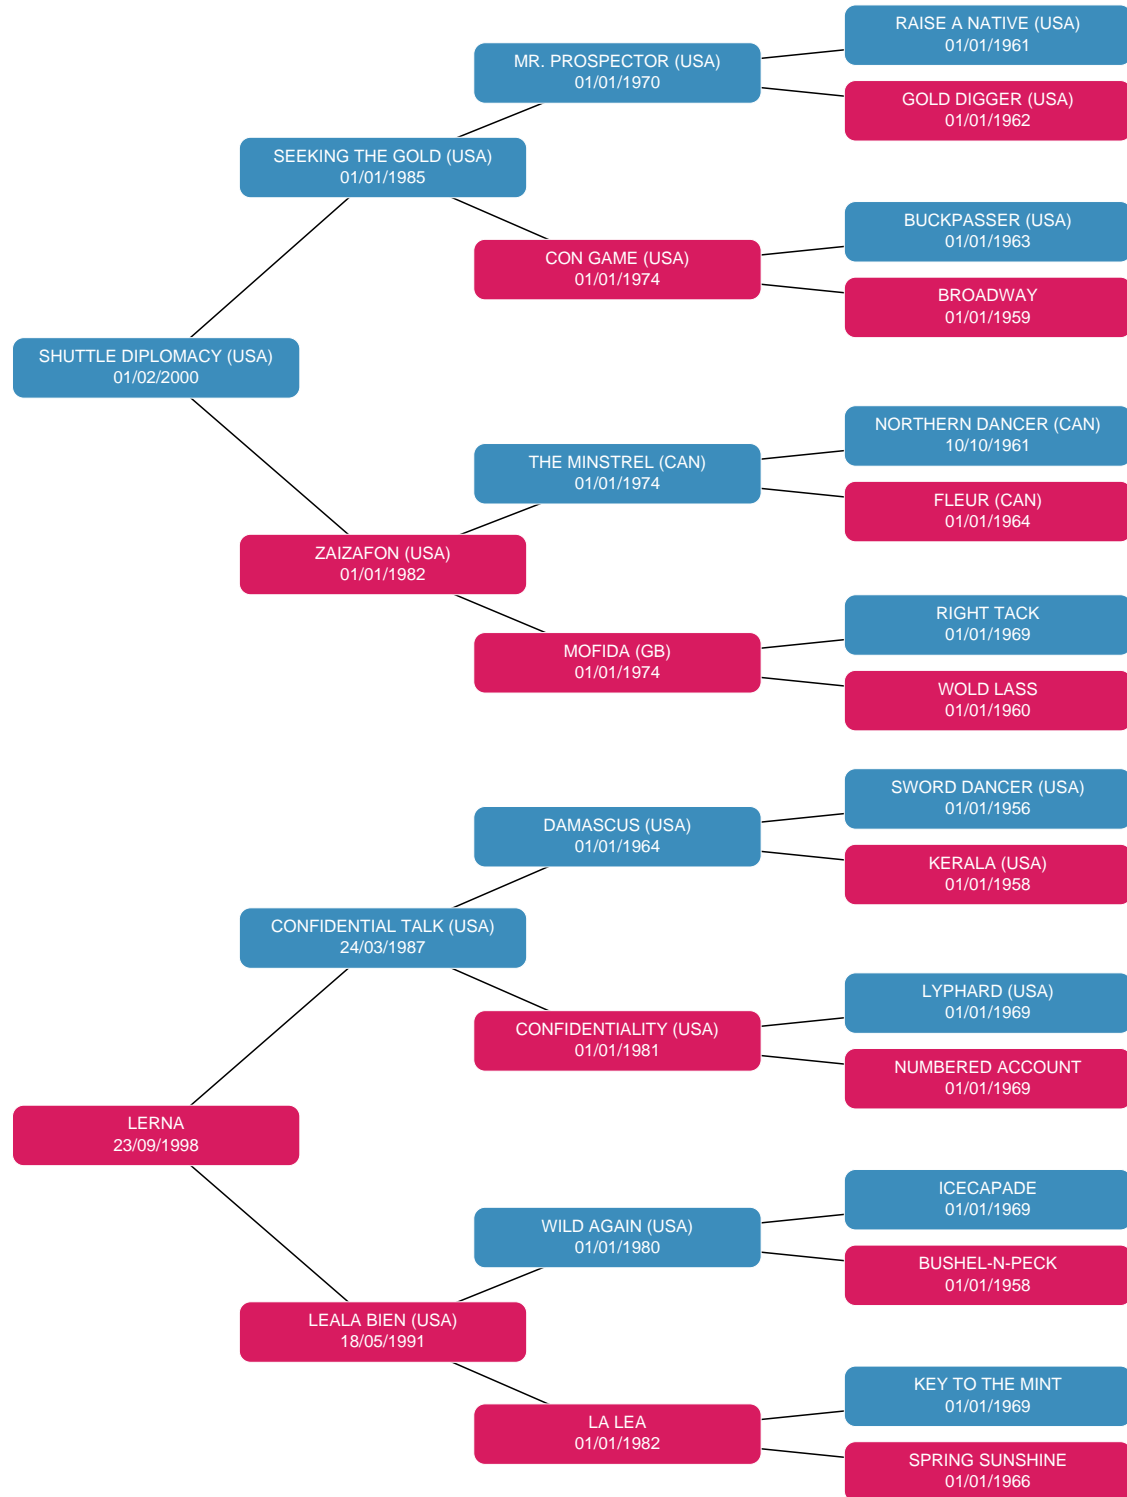 RAISE A NATIVE (USA)
01/01/1961
MR. PROSPECTOR (USA)
01/01/1970
GOLD DIGGER (USA)
01/01/1962
SEEKING THE GOLD (USA)
01/01/1985
BUCKPASSER (USA)
01/01/1963
CON GAME (USA)
01/01/1974
BROADWAY
01/01/1959
SHUTTLE DIPLOMACY (USA)
01/02/2000
NORTHERN DANCER (CAN)
10/10/1961
THE MINSTREL (CAN)
01/01/1974
FLEUR (CAN)
01/01/1964
ZAIZAFON (USA)
01/01/1982
RIGHT TACK
01/01/1969
MOFIDA (GB)
01/01/1974
WOLD LASS
01/01/1960
SWORD DANCER (USA)
01/01/1956
DAMASCUS (USA)
01/01/1964
KERALA (USA)
01/01/1958
CONFIDENTIAL TALK (USA)
24/03/1987
LYPHARD (USA)
01/01/1969
CONFIDENTIALITY (USA)
01/01/1981
NUMBERED ACCOUNT
01/01/1969
LERNA
23/09/1998
ICECAPADE
01/01/1969
WILD AGAIN (USA)
01/01/1980
BUSHEL-N-PECK
01/01/1958
LEALA BIEN (USA)
18/05/1991
KEY TO THE MINT
01/01/1969
LA LEA
01/01/1982
SPRING SUNSHINE
01/01/1966